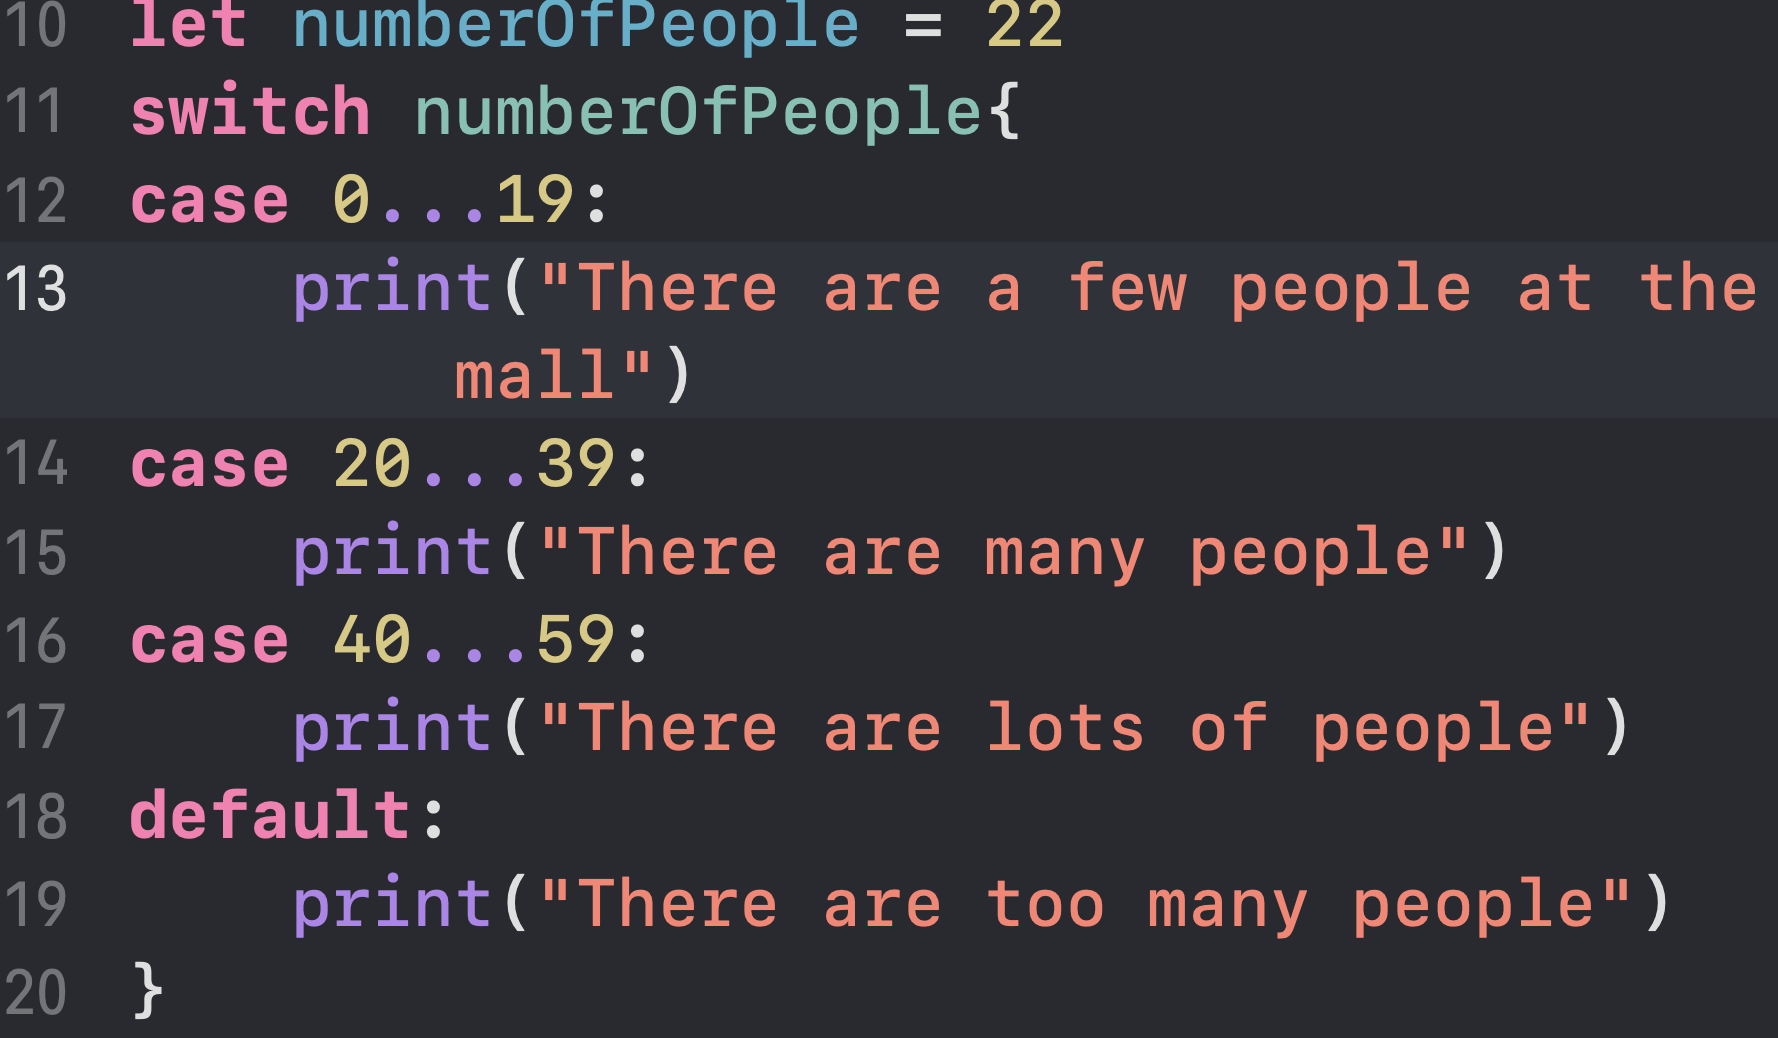 10 let numberOfPeople = 22
11 switch numberOfPeople{
12 case 0...19:
13 print("There are a few people at the
mall")
14 case 20...39:
15 print("There are many people")
16 case 40...59:
17 print("There are lots of people")
18 default:
19 print("There are too many people")
20 }